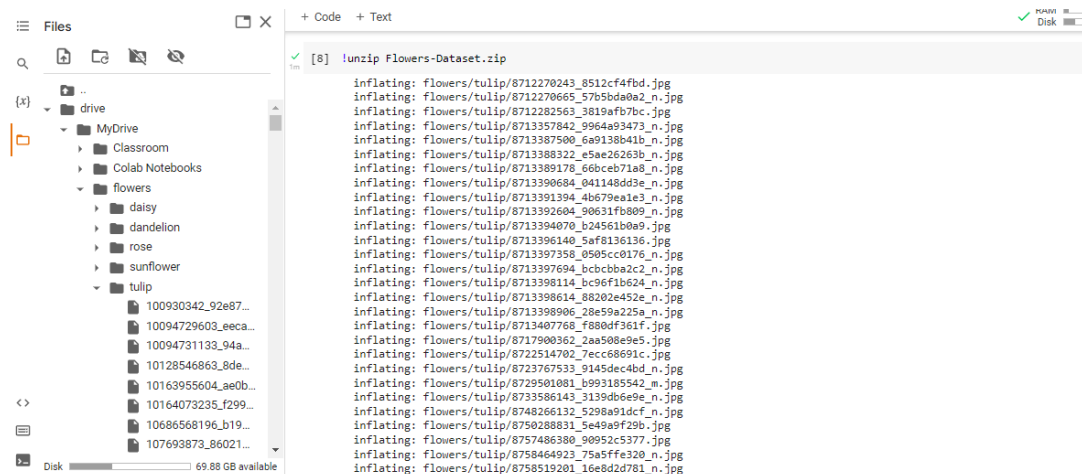 Files
..
drive
MyDrive
Classroom
Colab Notebooks
flowers
daisy
dandelion
rose
sunflower
tulip
100930342_92e87...
10094729603_eeca...
10094731133_94a...
10128546863_8de...
10163955604_ae0b...
10164073235_f299...
10686568196_b19...
107693873_86021...
Disk 69.88 GB available
{x}
<>
+ Code + Text
RAM
Disk
1m
[8] !unzip Flowers-Dataset.zip
inflating: flowers/tulip/8712270243_8512cf4fbd.jpg
inflating: flowers/tulip/8712270665_57b5bda0a2_n.jpg
inflating: flowers/tulip/8712282563_3819afb7bc.jpg
inflating: flowers/tulip/8713357842_9964a93473_n.jpg
inflating: flowers/tulip/8713387500_6a9138b41b_n.jpg
inflating: flowers/tulip/8713388322_e5ae26263b_n.jpg
inflating: flowers/tulip/8713389178_66bceb71a8_n.jpg
inflating: flowers/tulip/8713390684_041148dd3e_n.jpg
inflating: flowers/tulip/8713391394_4b679ea1e3_n.jpg
inflating: flowers/tulip/8713392604_90631fb809_n.jpg
inflating: flowers/tulip/8713394070_b24561b0a9.jpg
inflating: flowers/tulip/8713396140_5af8136136.jpg
inflating: flowers/tulip/8713397358_0505cc0176_n.jpg
inflating: flowers/tulip/8713397694_bcbcbba2c2_n.jpg
inflating: flowers/tulip/8713398114_bc96f1b624_n.jpg
inflating: flowers/tulip/8713398614_88202e452e_n.jpg
inflating: flowers/tulip/8713398906_28e59a225a_n.jpg
inflating: flowers/tulip/8713407768_f880df361f.jpg
inflating: flowers/tulip/8717900362_2aa508e9e5.jpg
inflating: flowers/tulip/8722514702_7ecc68691c.jpg
inflating: flowers/tulip/8723767533_9145dec4bd_n.jpg
inflating: flowers/tulip/8729501081_b993185542_m.jpg
inflating: flowers/tulip/8733586143_3139db6e9e_n.jpg
inflating: flowers/tulip/8748266132_5298a91dcf_n.jpg
inflating: flowers/tulip/8750288831_5e49a9f29b.jpg
inflating: flowers/tulip/8757486380_90952c5377.jpg
inflating: flowers/tulip/8758464923_75a5ffe320_n.jpg
inflating: flowers/tulip/8758519201_16e8d2d781_n.jpg